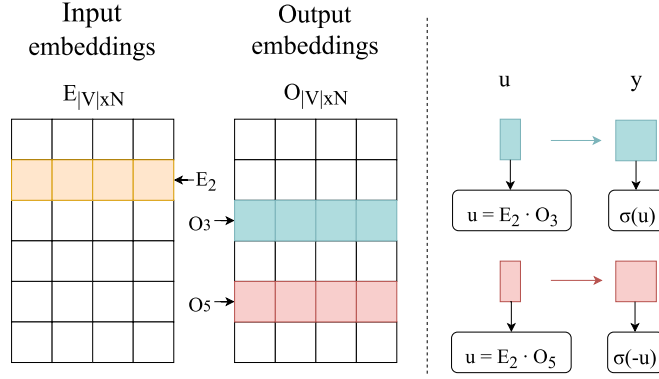 Input
embeddings
E|V|xN
Output
embeddings
O|V|xN
E2
O3
O5
u
y
u = E2 · O3
σ(u)
u = E2 · O5
σ(-u)